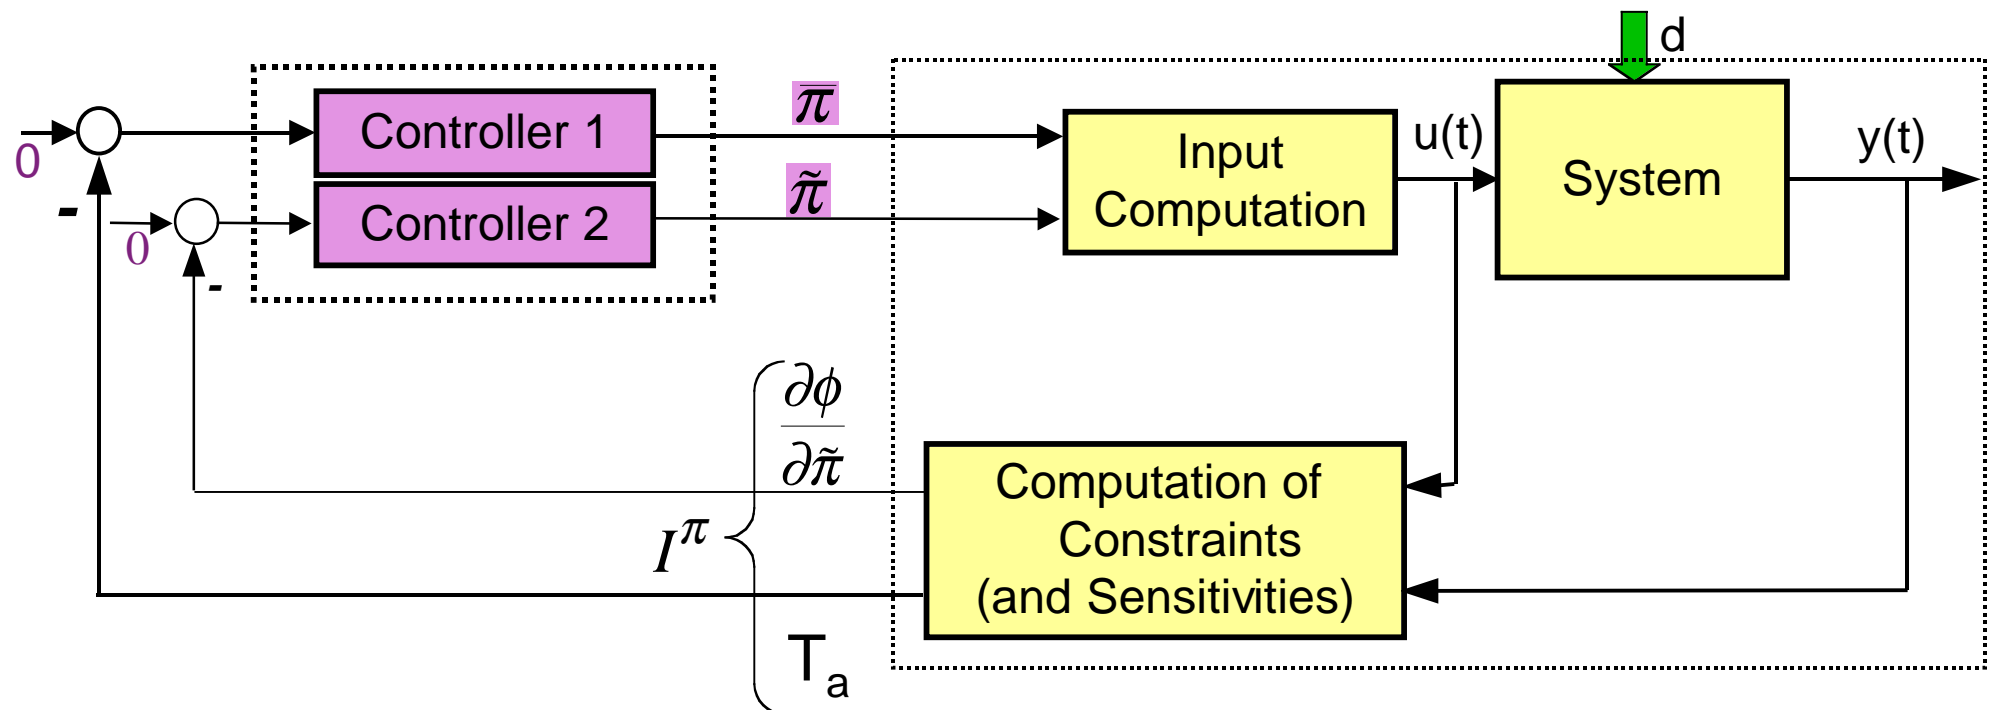 d
0
-
Controller 1
π̅
Input
Computation
u(t)
System
y(t)
0
-
Controller 2
π̃
∂φ
∂π̃
I^π
T_a
Computation of
Constraints
(and Sensitivities)